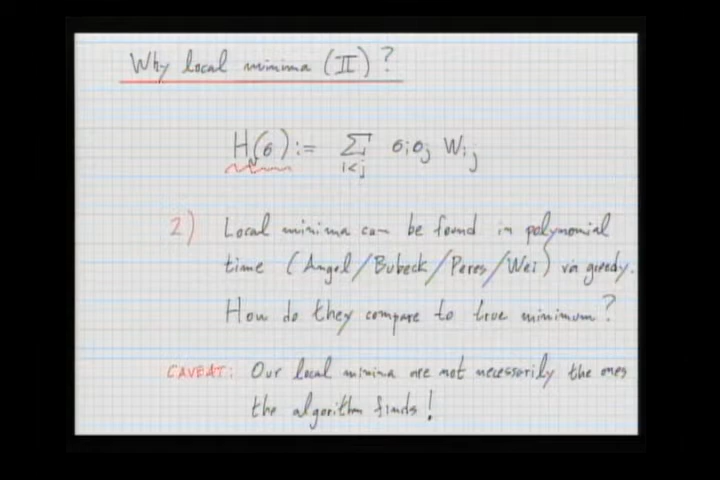 Why local minima (II)?
H(σ) := Σ σiσj Wij
i<j
2) Local minima can be found in polynomial
time (Angel/Bubeck/Peres/Wei) via greedy.
How do they compare to true minimum?
CAVEAT: Our local minima are not necessarily the ones
the algorithm finds!